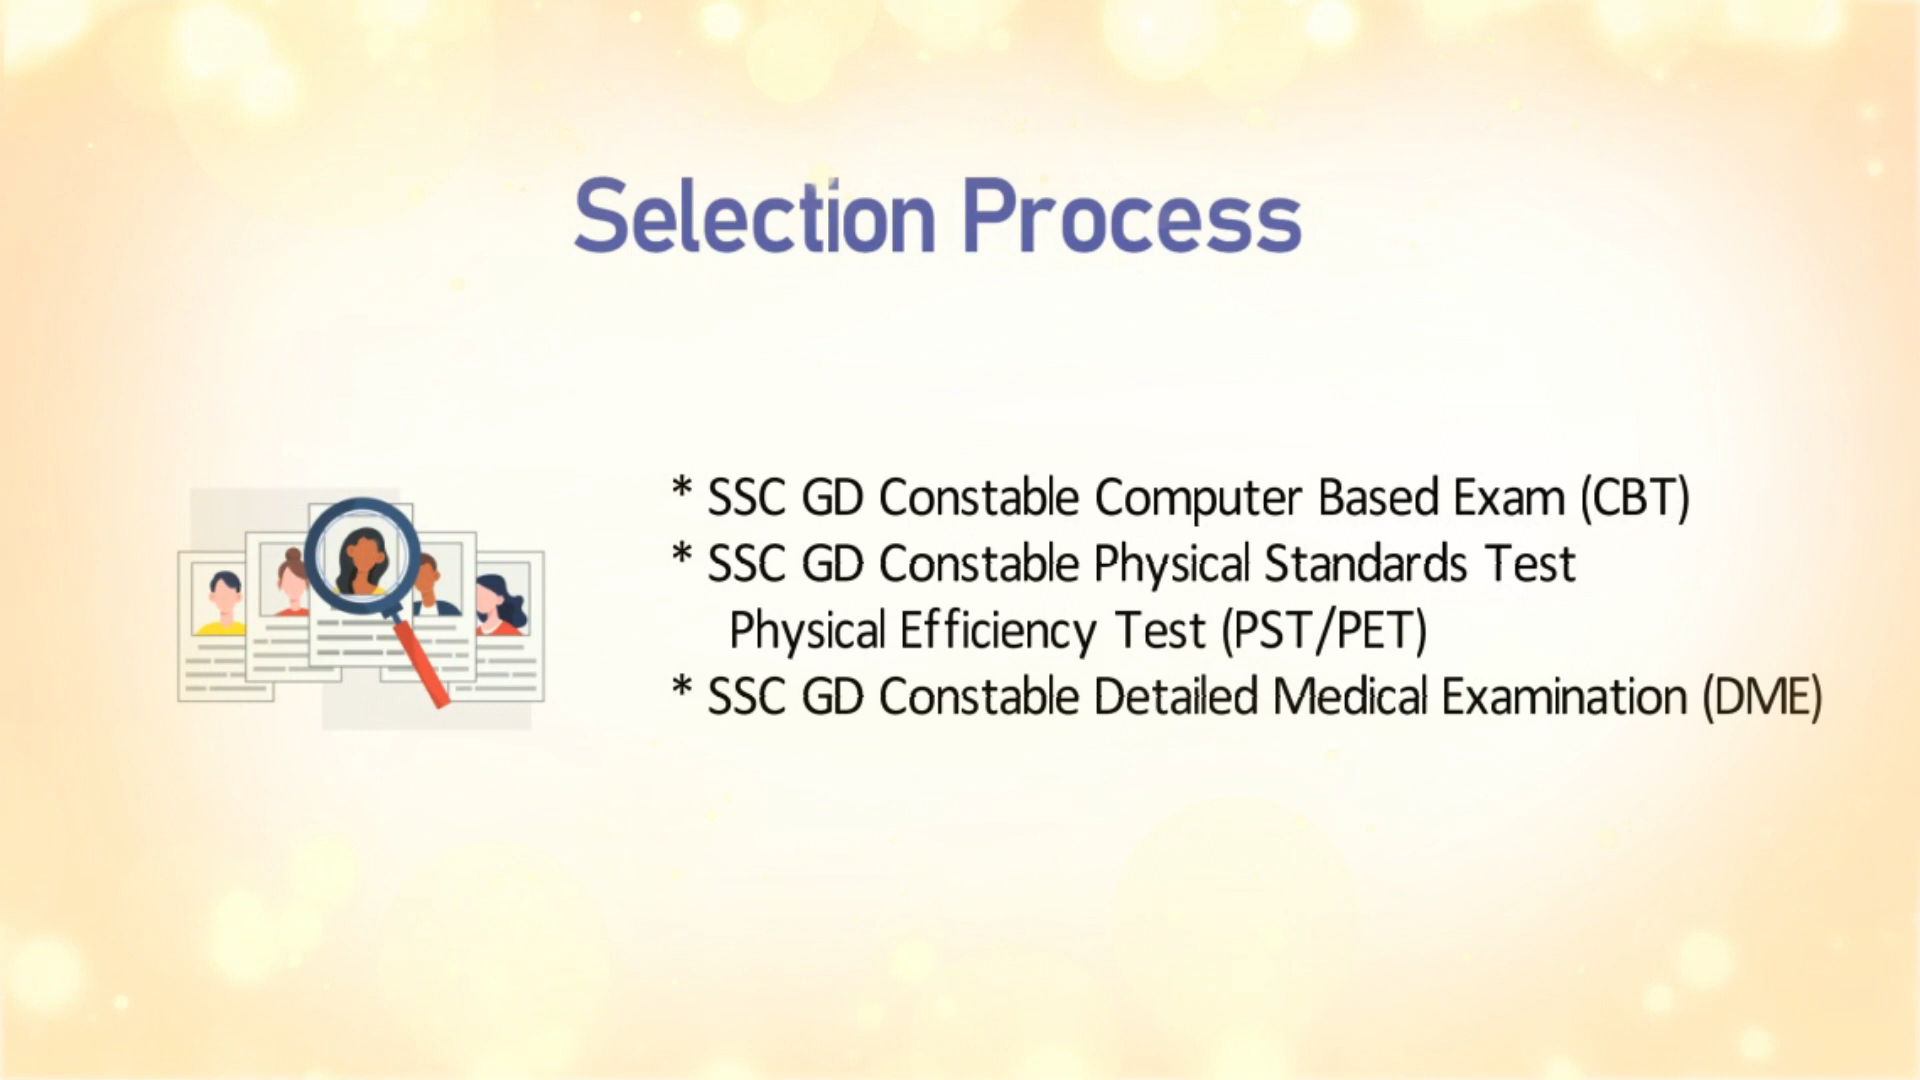 Selection Process
* SSC GD Constable Computer Based Exam (CBT)
* SSC GD Constable Physical Standards Test
Physical Efficiency Test (PST/PET)
* SSC GD Constable Detailed Medical Examination (DME)